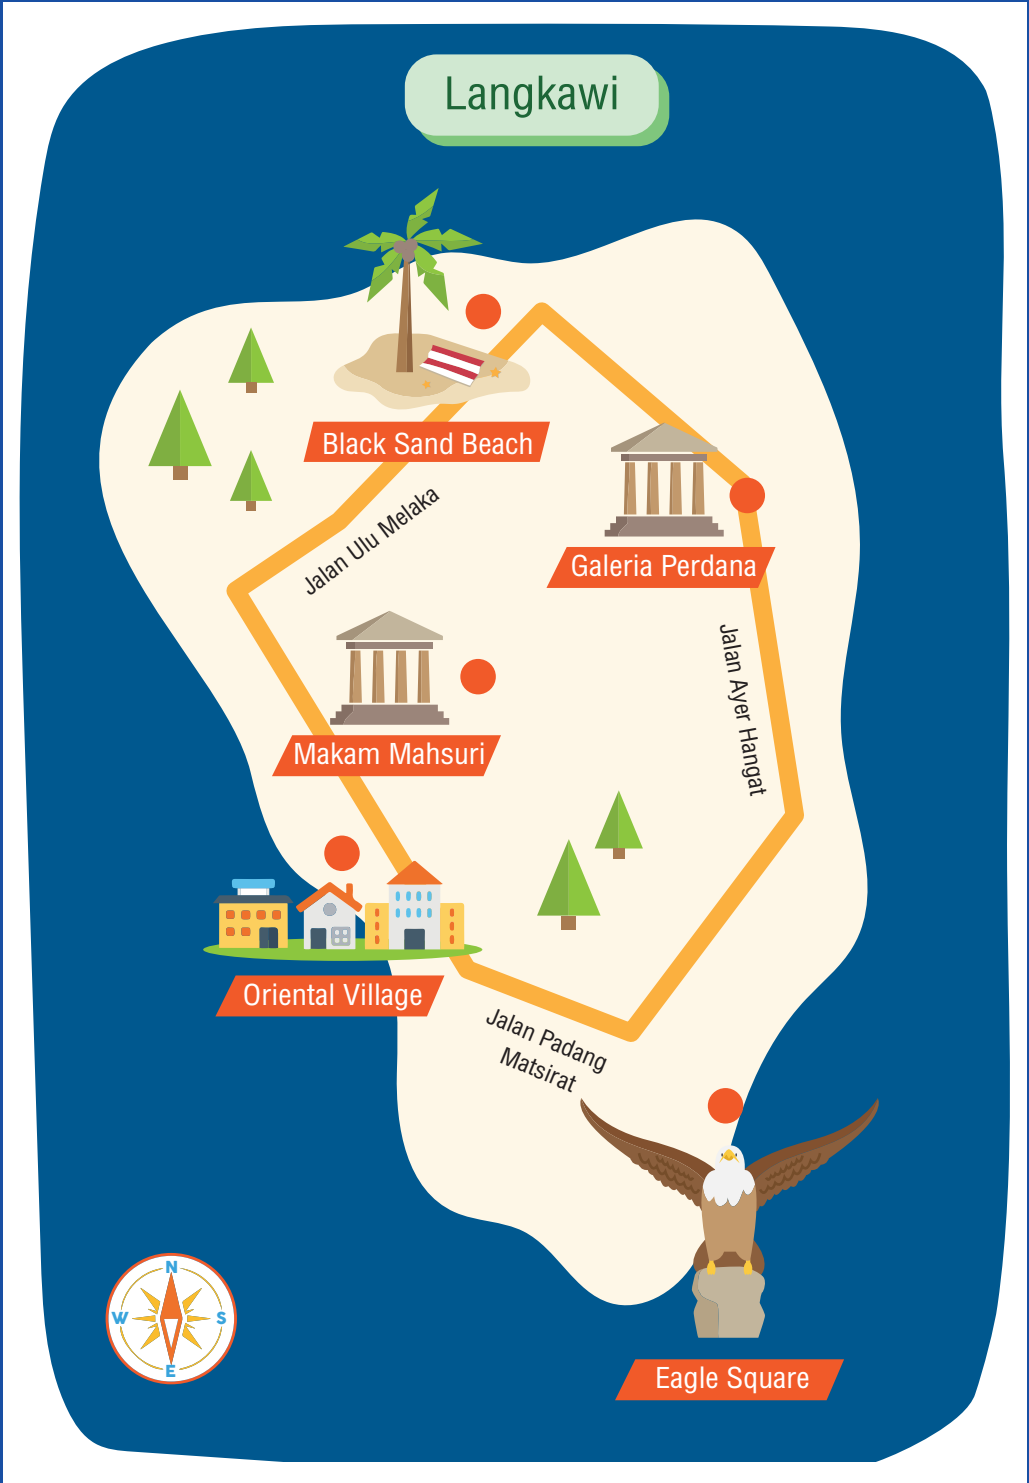 Langkawi
Black Sand Beach
Jalan Ulu Melaka
Galeria Perdana
Jalan Ayer Hangat
Makam Mahsuri
Oriental Village
Jalan Padang
Matsirat
Eagle Square
N
W
S
E